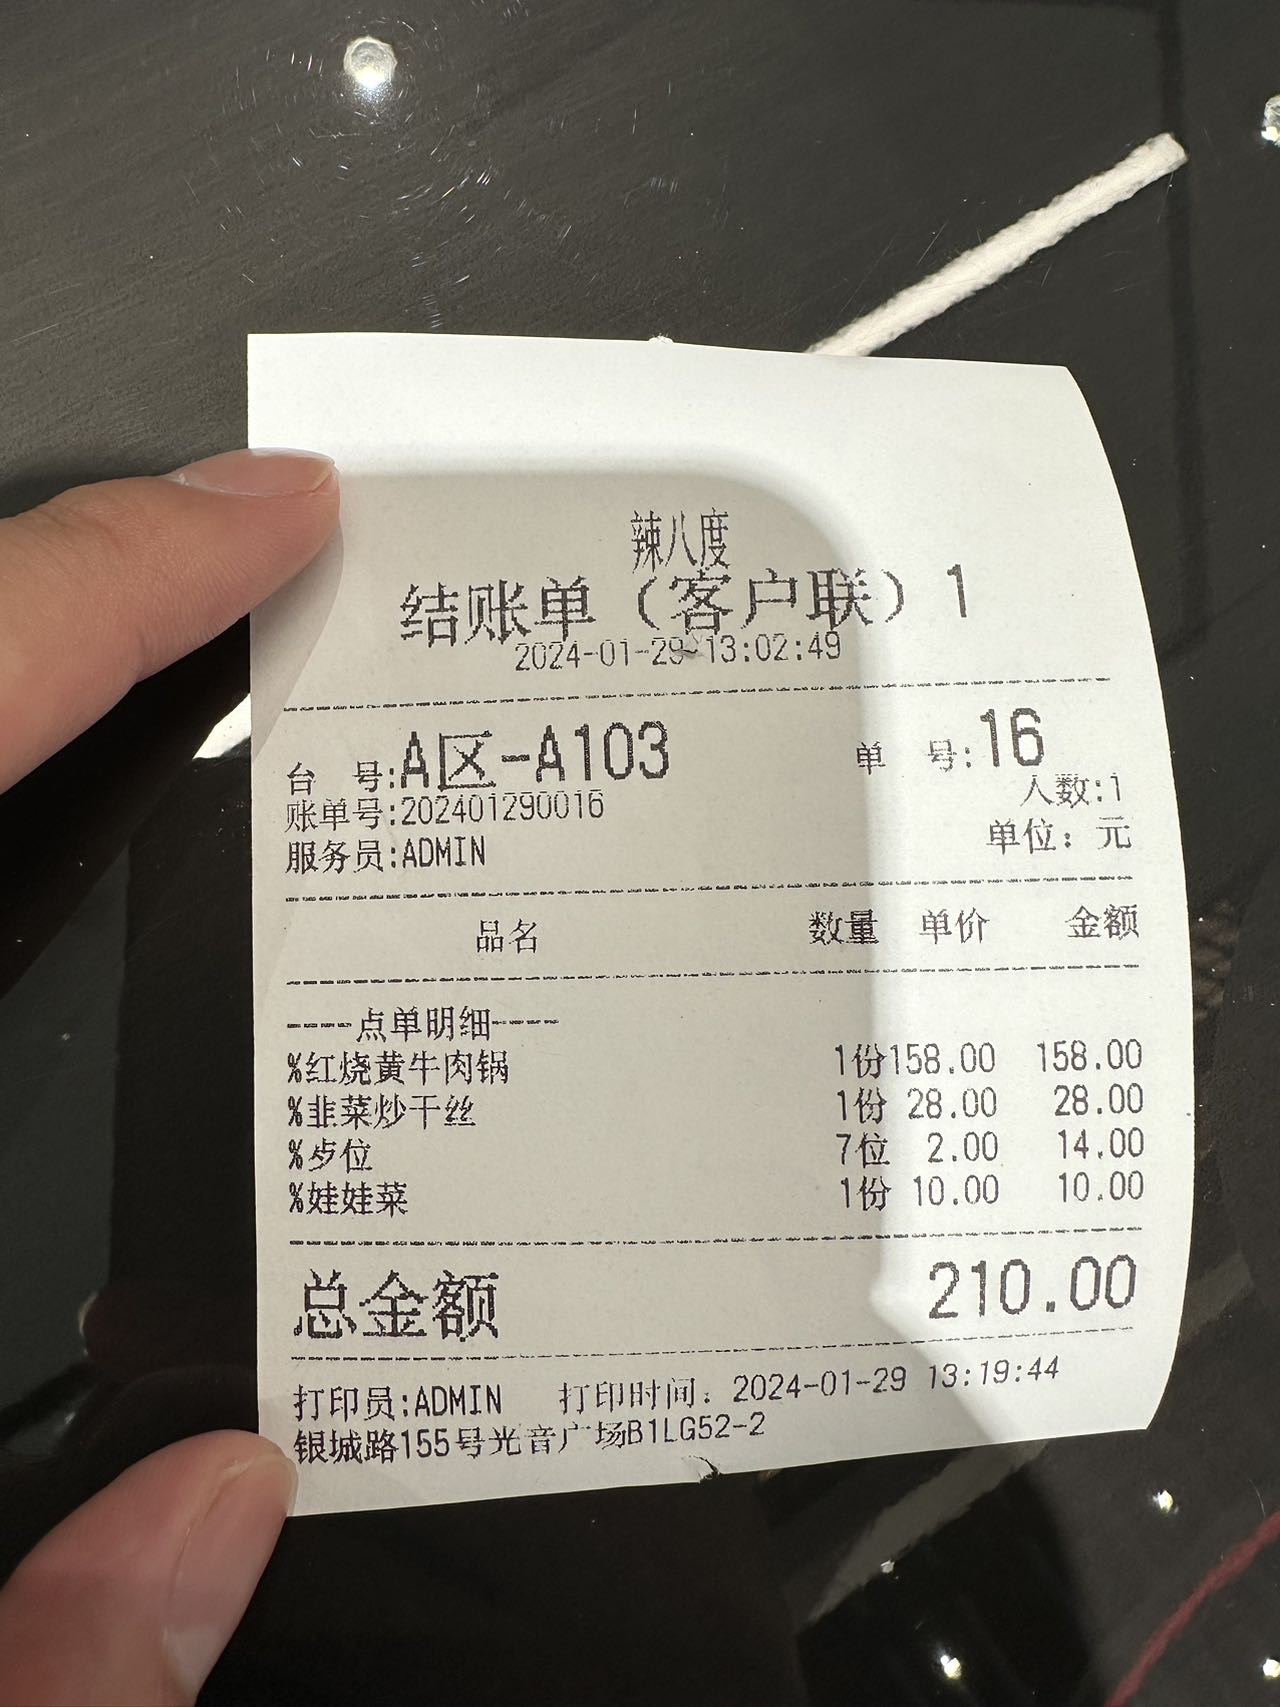 辣八度
结账单（客户联）1
2024-01-29 13:02:49
台 号:A区-A103 单 号:16
账单号:202401290016 人数:1
服务员:ADMIN 单位：元
品名 数量 单价 金额
----点单明细----
%红烧黄牛肉锅 1份 158.00 158.00
%韭菜炒干丝 1份 28.00 28.00
%歺位 7位 2.00 14.00
%娃娃菜 1份 10.00 10.00
总金额 210.00
打印员:ADMIN 打印时间：2024-01-29 13:19:44
银城路155号光音广场B1LG52-2